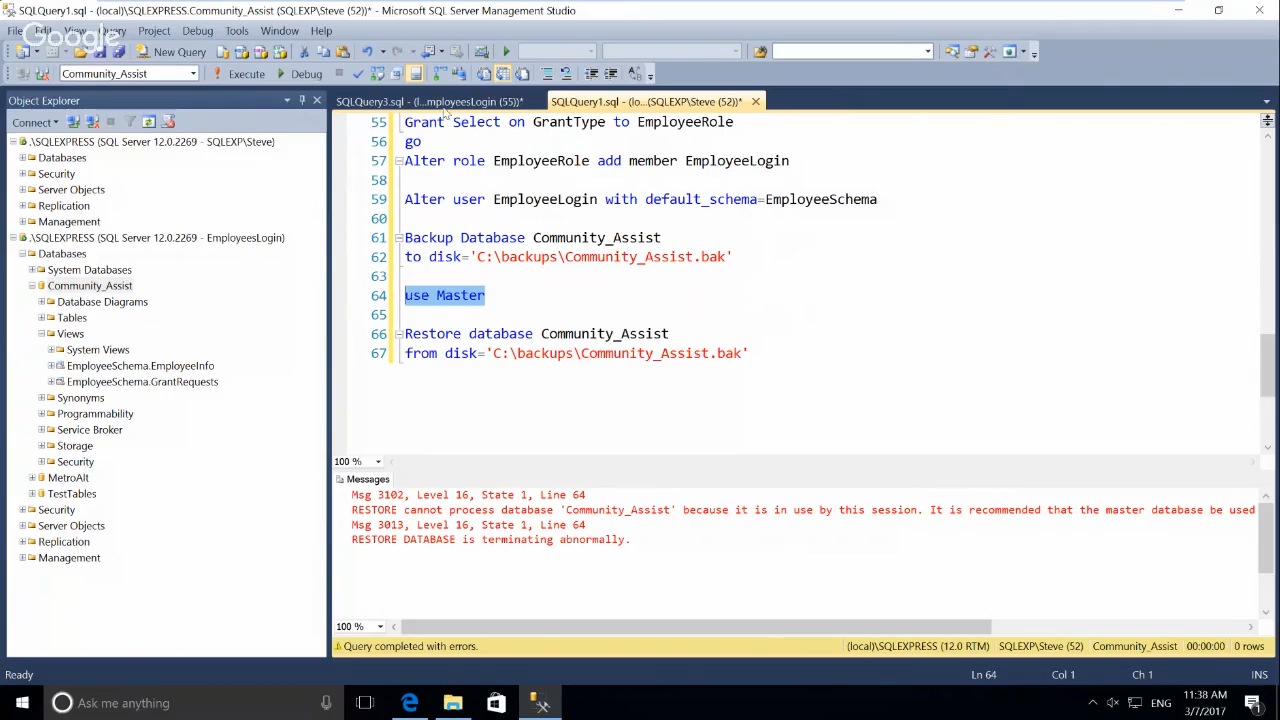 SQLQuery1.sql - (local)\SQLEXPRESS.Community_Assist (SQLEXP\Steve (52))* - Microsoft SQL Server Management Studio
File Edit View Query Project Debug Tools Window Help
Google
New Query
Community_Assist Execute Debug
Object Explorer
SQLQuery3.sql - (l...mployeesLogin (55))* SQLQuery1.sql - (lo...(SQLEXP\Steve (52))*
Connect
.\SQLEXPRESS (SQL Server 12.0.2269 - SQLEXP\Steve)
Databases
Security
Server Objects
Replication
Management
.\SQLEXPRESS (SQL Server 12.0.2269 - EmployeesLogin)
Databases
System Databases
Community_Assist
Database Diagrams
Tables
Views
System Views
EmployeeSchema.EmployeeInfo
EmployeeSchema.GrantRequests
Synonyms
Programmability
Service Broker
Storage
Security
MetroAlt
TestTables
Security
Server Objects
Replication
Management
55 Grant Select on GrantType to EmployeeRole
56 go
57 Alter role EmployeeRole add member EmployeeLogin
58
59 Alter user EmployeeLogin with default_schema=EmployeeSchema
60
61 Backup Database Community_Assist
62 to disk='C:\backups\Community_Assist.bak'
63
64 use Master
65
66 Restore database Community_Assist
67 from disk='C:\backups\Community_Assist.bak'
100 %
Messages
Msg 3102, Level 16, State 1, Line 64
RESTORE cannot process database 'Community_Assist' because it is in use by this session. It is recommended that the master database be used
Msg 3013, Level 16, State 1, Line 64
RESTORE DATABASE is terminating abnormally.
100 %
Query completed with errors. (local)\SQLEXPRESS (12.0 RTM) SQLEXP\Steve (52) Community_Assist 00:00:00 0 rows
Ready Ln 64 Col 1 Ch 1 INS
Ask me anything ENG 11:38 AM
3/7/2017